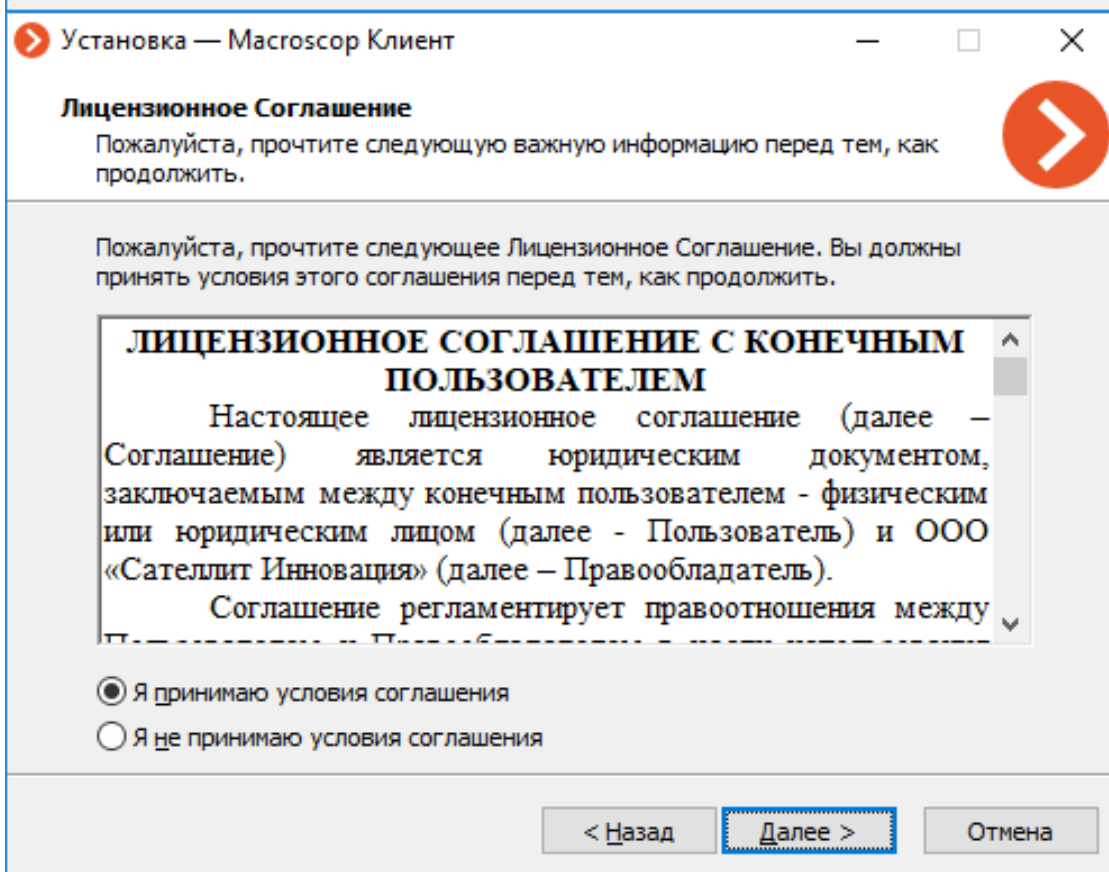 Установка — Macroscop Клиент
Лицензионное Соглашение
Пожалуйста, прочтите следующую важную информацию перед тем, как
продолжить.
Пожалуйста, прочтите следующее Лицензионное Соглашение. Вы должны
принять условия этого соглашения перед тем, как продолжить.
ЛИЦЕНЗИОННОЕ СОГЛАШЕНИЕ С КОНЕЧНЫМ
ПОЛЬЗОВАТЕЛЕМ
Настоящее лицензионное соглашение (далее –
Соглашение) является юридическим документом,
заключаемым между конечным пользователем - физическим
или юридическим лицом (далее - Пользователь) и ООО
«Сателлит Инновация» (далее – Правообладатель).
Соглашение регламентирует правоотношения между
Я принимаю условия соглашения
Я не принимаю условия соглашения
< Назад
Далее >
Отмена